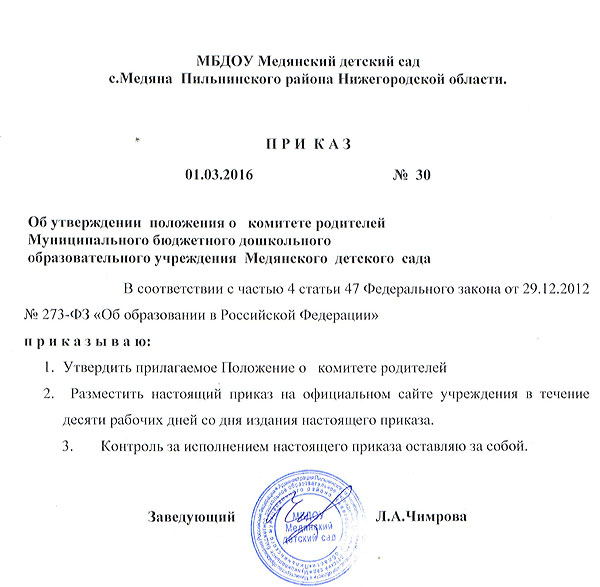 МБДОУ Медянский детский сад
с.Медяна Пильнинского района Нижегородской области.
П Р И К А З
01.03.2016 № 30
Об утверждении положения о комитете родителей
Муниципального бюджетного дошкольного
образовательного учреждения Медянского детского сада
В соответствии с частью 4 статьи 47 Федерального закона от 29.12.2012
№ 273-ФЗ «Об образовании в Российской Федерации»
п р и к а з ы в а ю:
1. Утвердить прилагаемое Положение о комитете родителей
2. Разместить настоящий приказ на официальном сайте учреждения в течение
десяти рабочих дней со дня издания настоящего приказа.
3. Контроль за исполнением настоящего приказа оставляю за собой.
Заведующий Л.А.Чимрова
МБДОУ
Медянский
детский сад